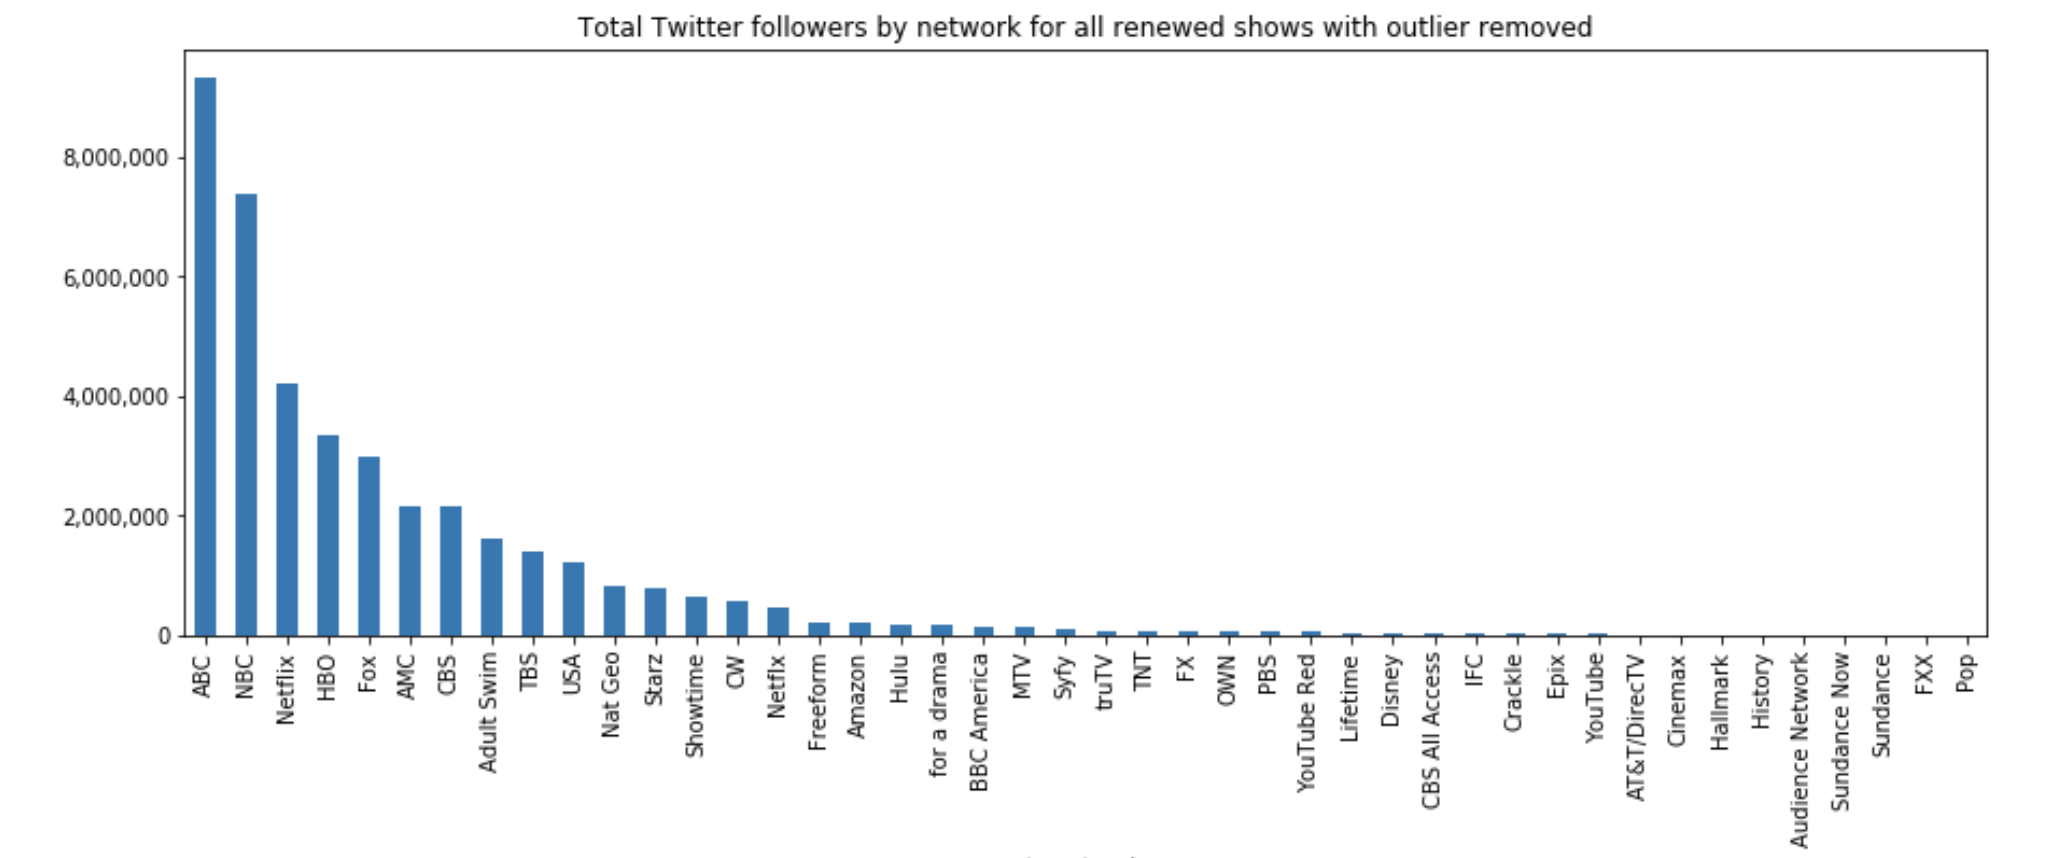 Total Twitter followers by network for all renewed shows with outlier removed
8,000,000
6,000,000
4,000,000
2,000,000
0
ABC
NBC
Netflix
HBO
Fox
AMC
CBS
Adult Swim
TBS
USA
Nat Geo
Starz
Showtime
CW
Netflx
Freeform
Amazon
Hulu
for a drama
BBC America
MTV
Syfy
truTV
TNT
FX
OWN
PBS
YouTube Red
Lifetime
Disney
CBS All Access
IFC
Crackle
Epix
YouTube
AT&T/DirecTV
Cinemax
Hallmark
History
Audience Network
Sundance Now
Sundance
FXX
Pop